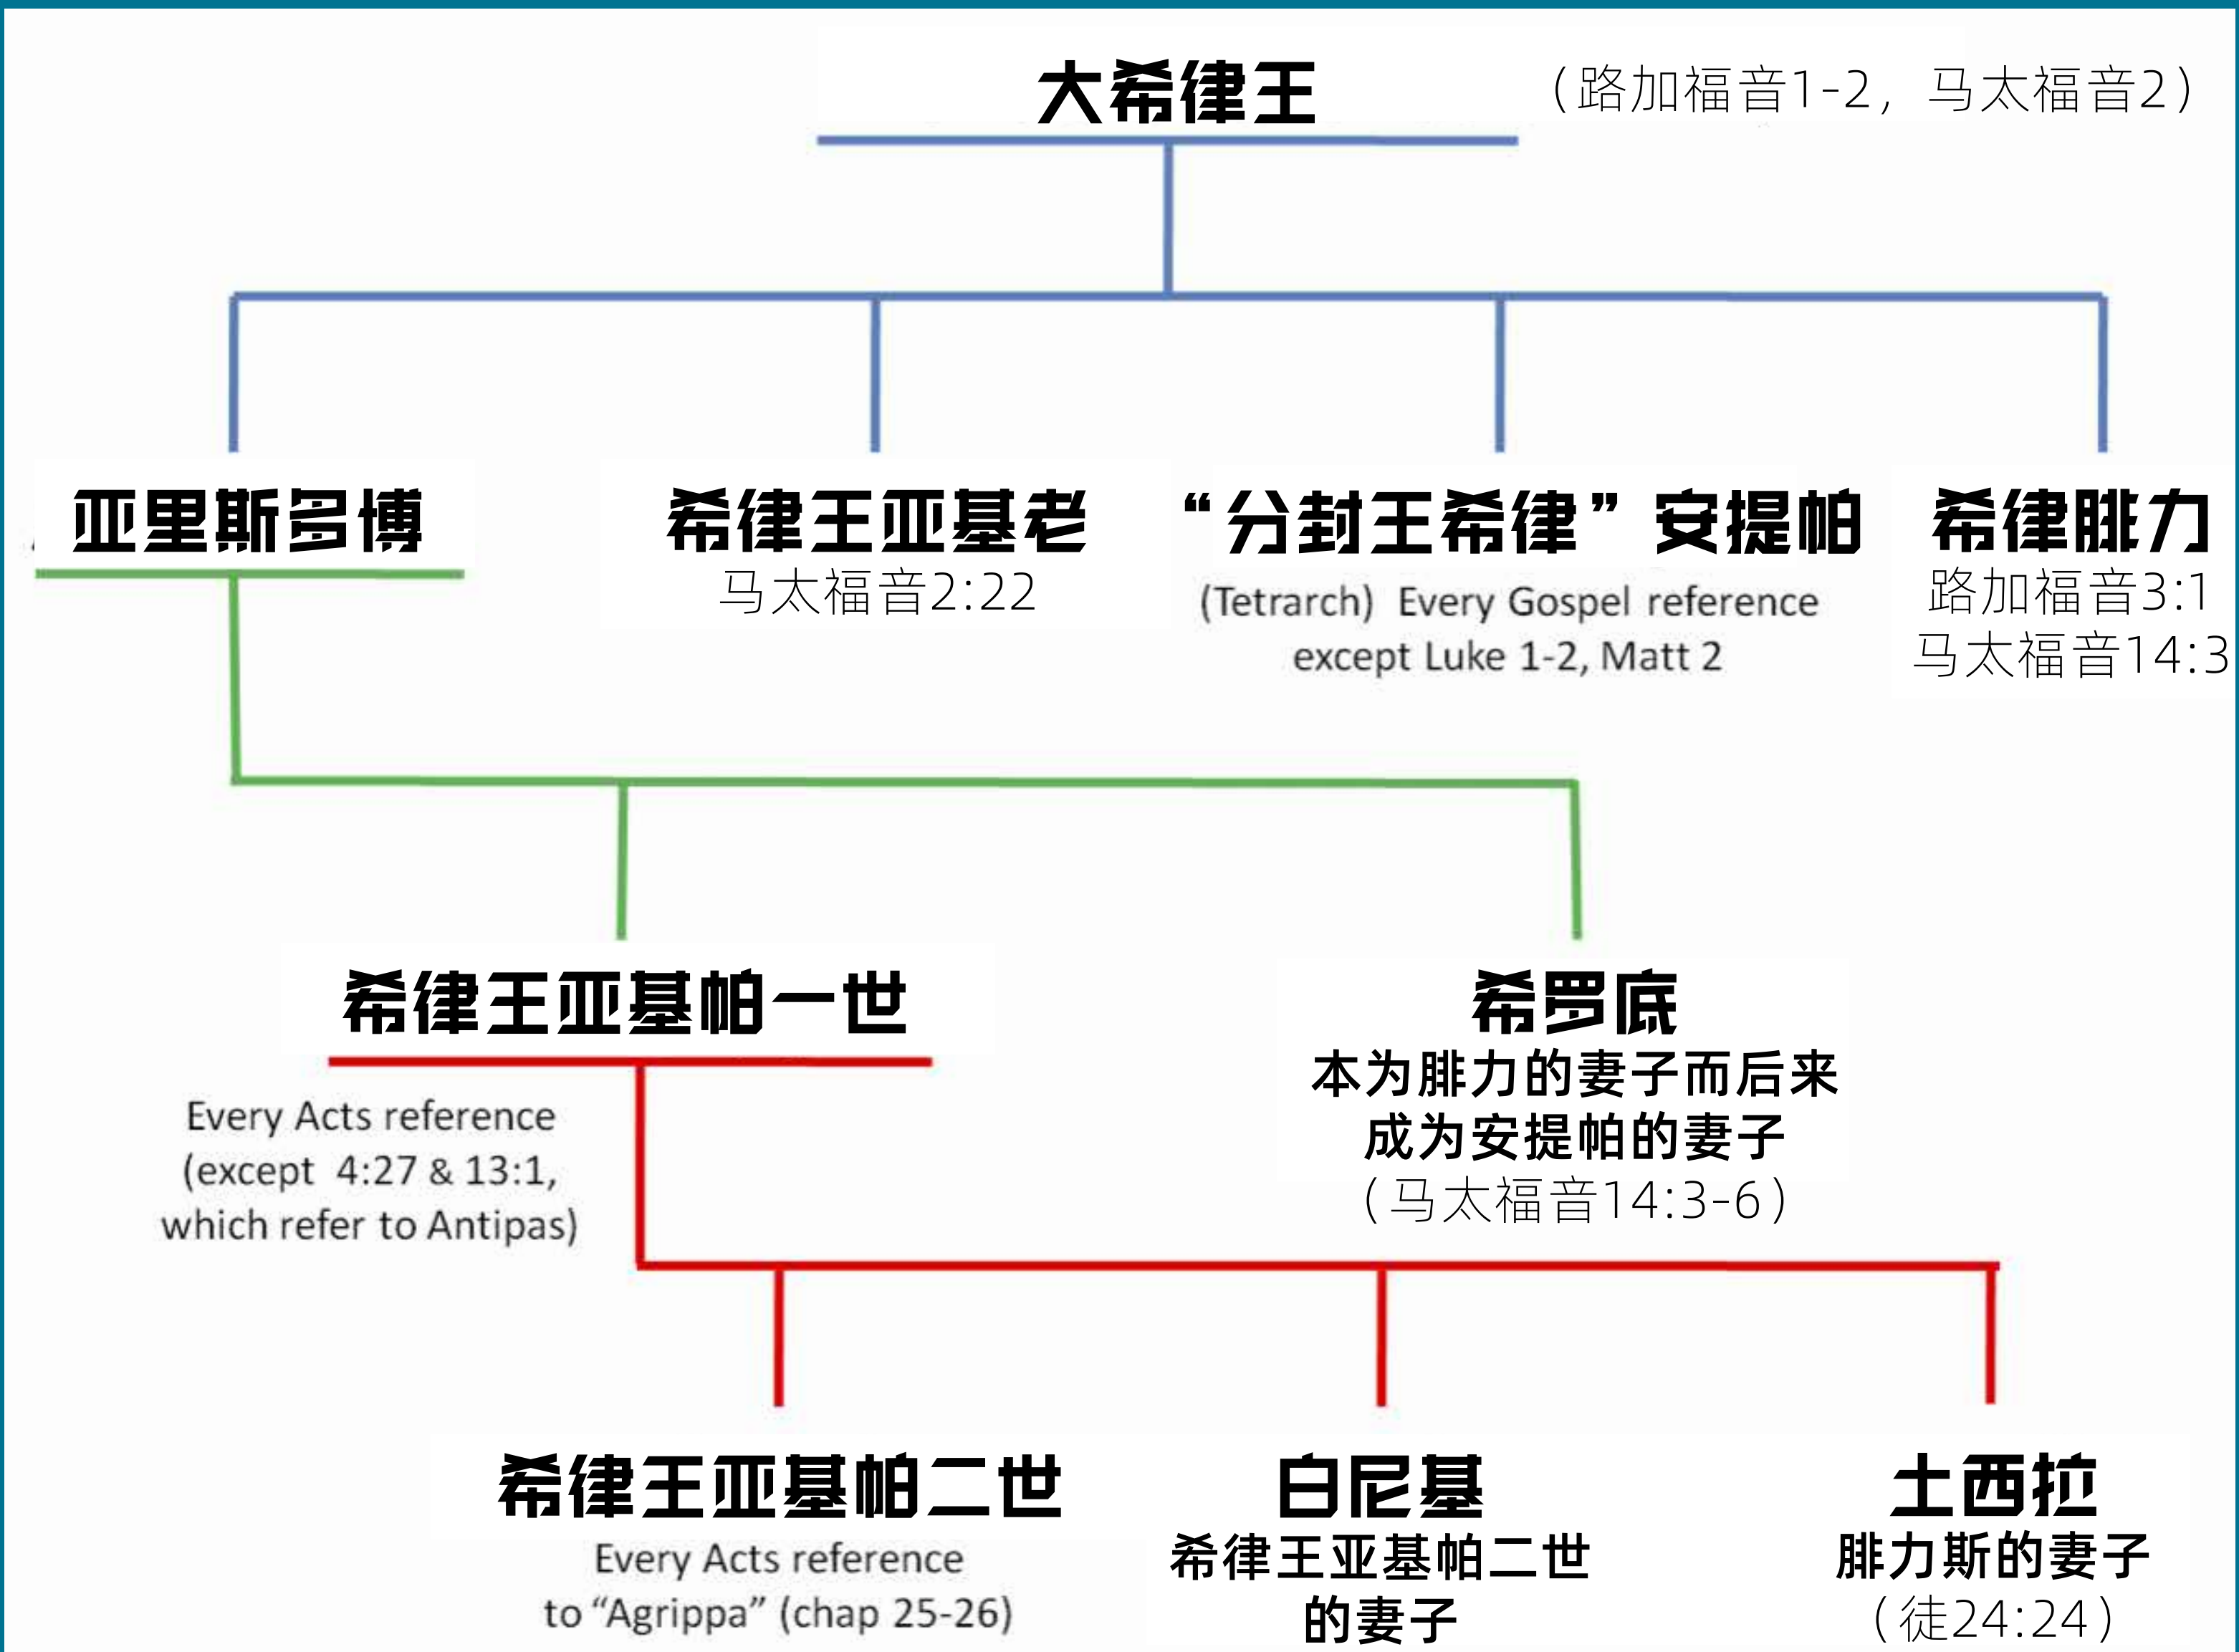 大希律王 （路加福音1-2，马太福音2）
亚里斯多博
希律王亚基老
马太福音2:22
“分封王希律”安提帕
(Tetrarch) Every Gospel reference
except Luke 1-2, Matt 2
希律腓力
路加福音3:1
马太福音14:3
希律王亚基帕一世
Every Acts reference
(except 4:27 & 13:1,
which refer to Antipas)
希罗底
本为腓力的妻子而后来
成为安提帕的妻子
（马太福音14:3-6）
希律王亚基帕二世
Every Acts reference
to “Agrippa” (chap 25-26)
白尼基
希律王亚基帕二世
的妻子
土西拉
腓力斯的妻子
（徒24:24）